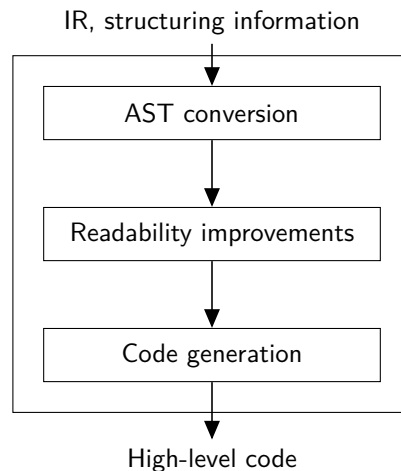 IR, structuring information
AST conversion
Readability improvements
Code generation
High-level code